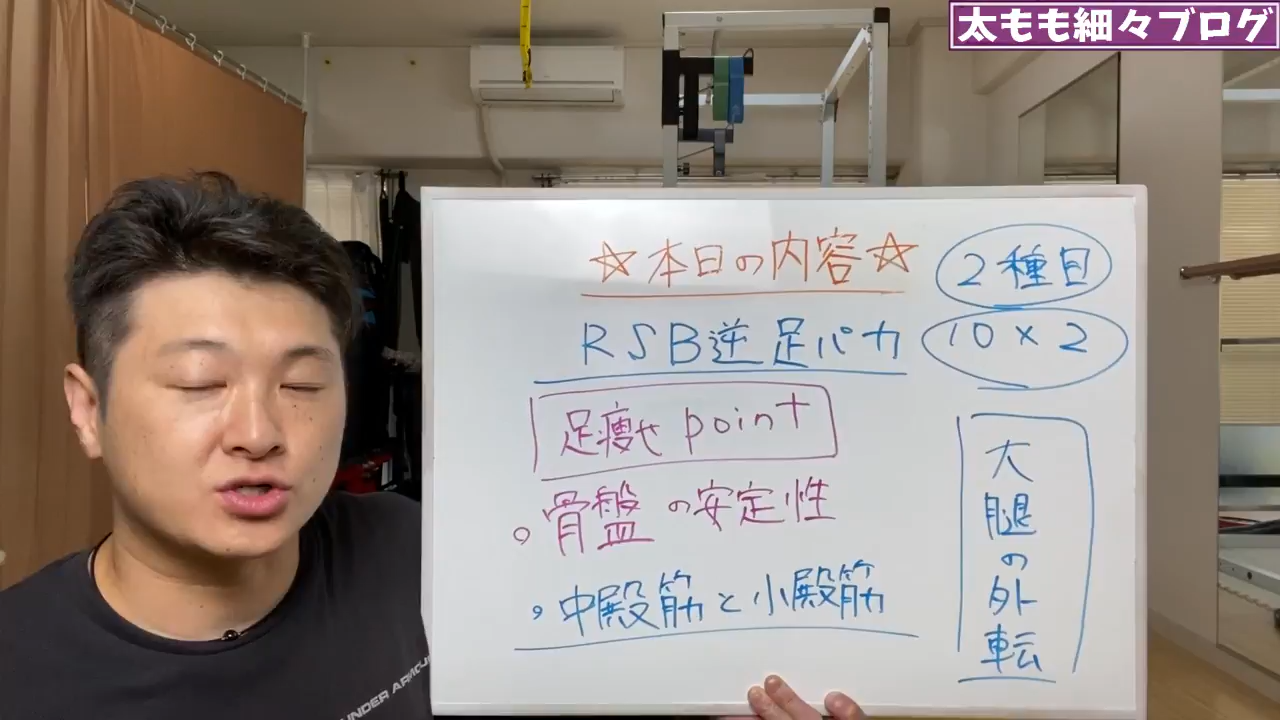 太もも細々ブログ
☆本日の内容☆
2種目
RSB逆足パカ
10×2
足痩せpoint
。骨盤の安定性
。中殿筋と小殿筋
大腿の外転
UNDER ARMOUR